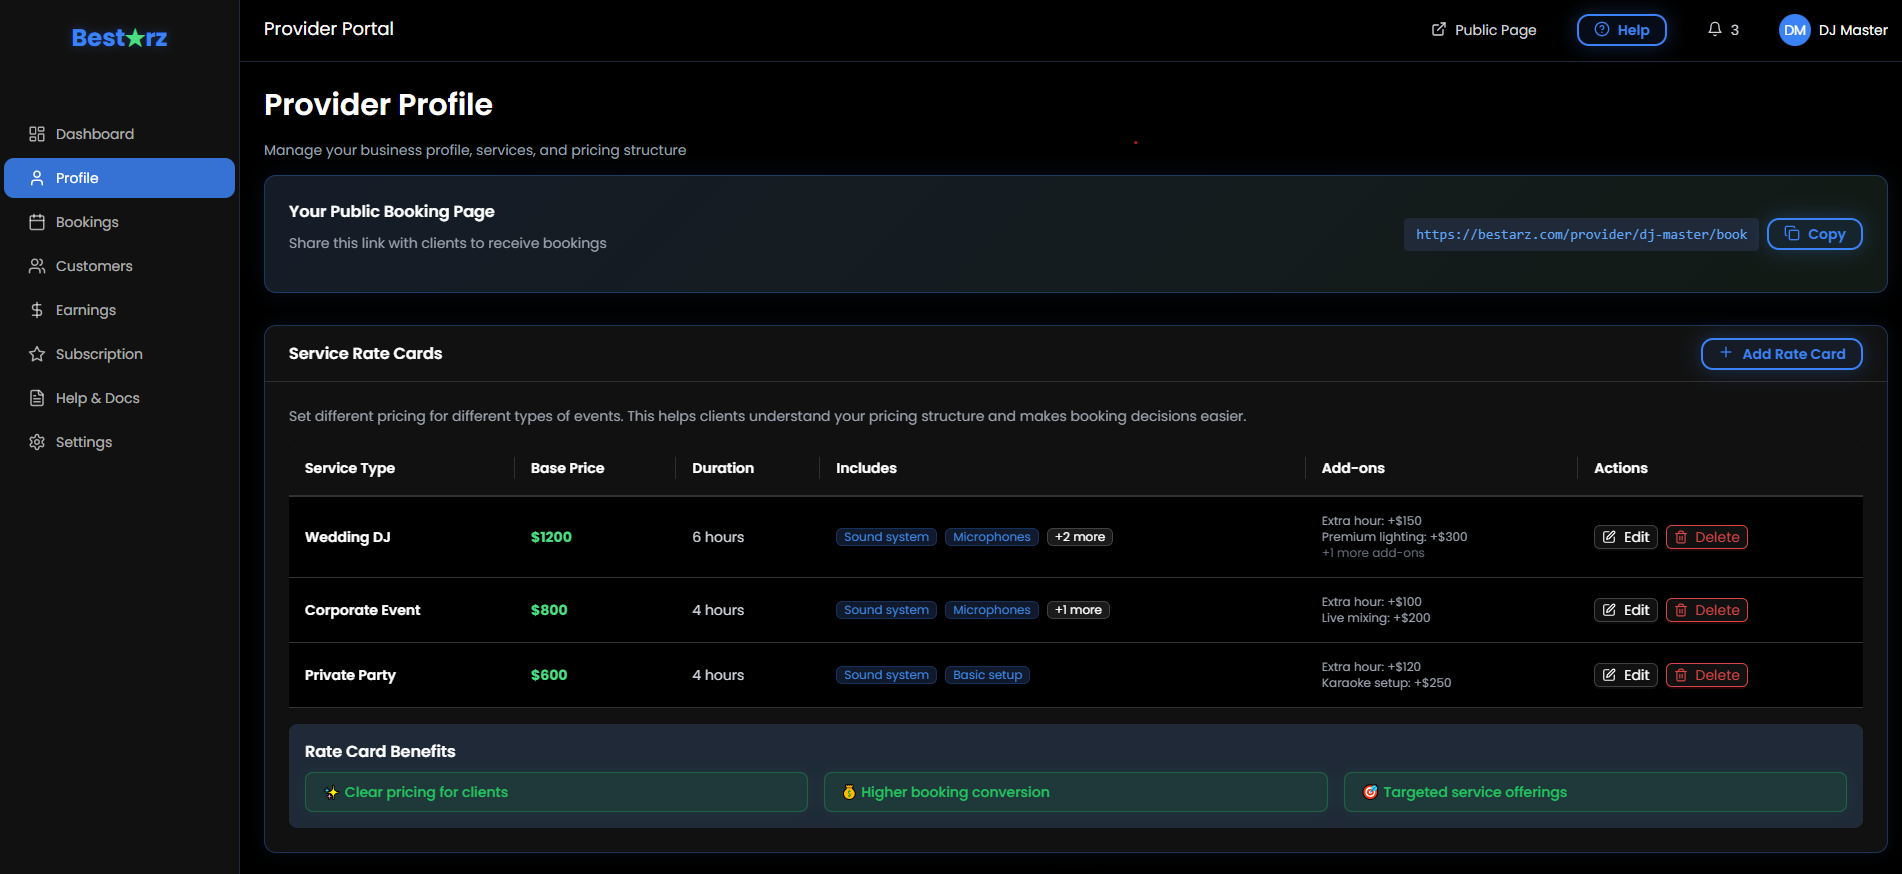 Best★rz
Provider Portal
Public Page
Help
3
DM
DJ Master
Dashboard
Profile
Bookings
Customers
Earnings
Subscription
Help & Docs
Settings
Provider Profile
Manage your business profile, services, and pricing structure
Your Public Booking Page
Share this link with clients to receive bookings
https://bestarz.com/provider/dj-master/book
Copy
Service Rate Cards
Add Rate Card
Set different pricing for different types of events. This helps clients understand your pricing structure and makes booking decisions easier.
Service Type Base Price Duration Includes Add-ons Actions
Wedding DJ $1200 6 hours Sound system Microphones +2 more
Extra hour: +$150
Premium lighting: +$300
+1 more add-ons
Edit Delete
Corporate Event $800 4 hours Sound system Microphones +1 more
Extra hour: +$100
Live mixing: +$200
Edit Delete
Private Party $600 4 hours Sound system Basic setup
Extra hour: +$120
Karaoke setup: +$250
Edit Delete
Rate Card Benefits
✨ Clear pricing for clients
💰 Higher booking conversion
🎯 Targeted service offerings